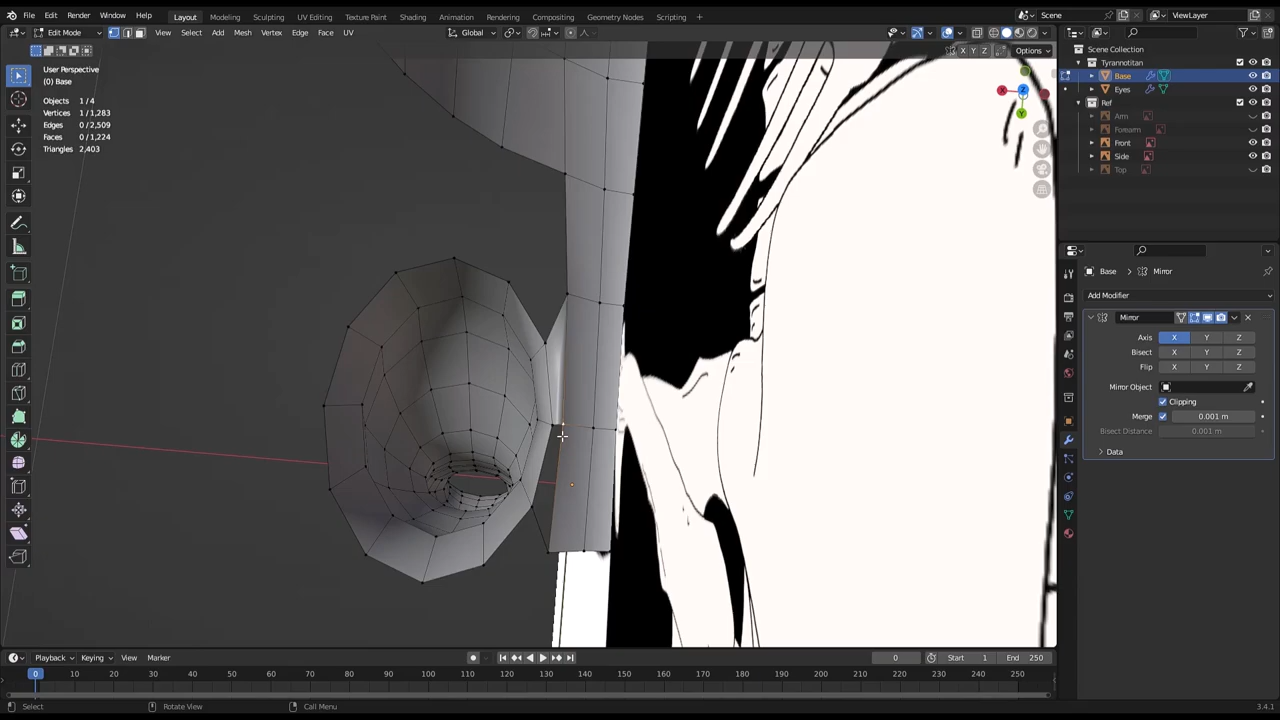 File Edit Render Window Help Layout Modeling Sculpting UV Editing Texture Paint Shading Animation Rendering Compositing Geometry Nodes Scripting + Scene ViewLayer
Edit Mode View Select Add Mesh Vertex Edge Face UV Global
X Y Z Options
User Perspective
(0) Base
Objects 1 / 4
Vertices 1 / 1,283
Edges 0 / 2,509
Faces 0 / 1,224
Triangles 2,403
X Z Y
Scene Collection
Tyrannotitan
Base
Eyes
Ref
Arm
Forearm
Front
Side
Top
Base > Mirror
Add Modifier
Mirror
Axis X Y Z
Bisect X Y Z
Flip X Y Z
Mirror Object
Clipping
Merge 0.001 m
Bisect Distance 0.001 m
Data
Playback Keying View Marker 0 Start 1 End 250
0 10 20 30 40 50 60 70 80 90 100 110 120 130 140 150 160 170 180 190 200 210 220 230 240 250
Select Rotate View Call Menu 3.4.1